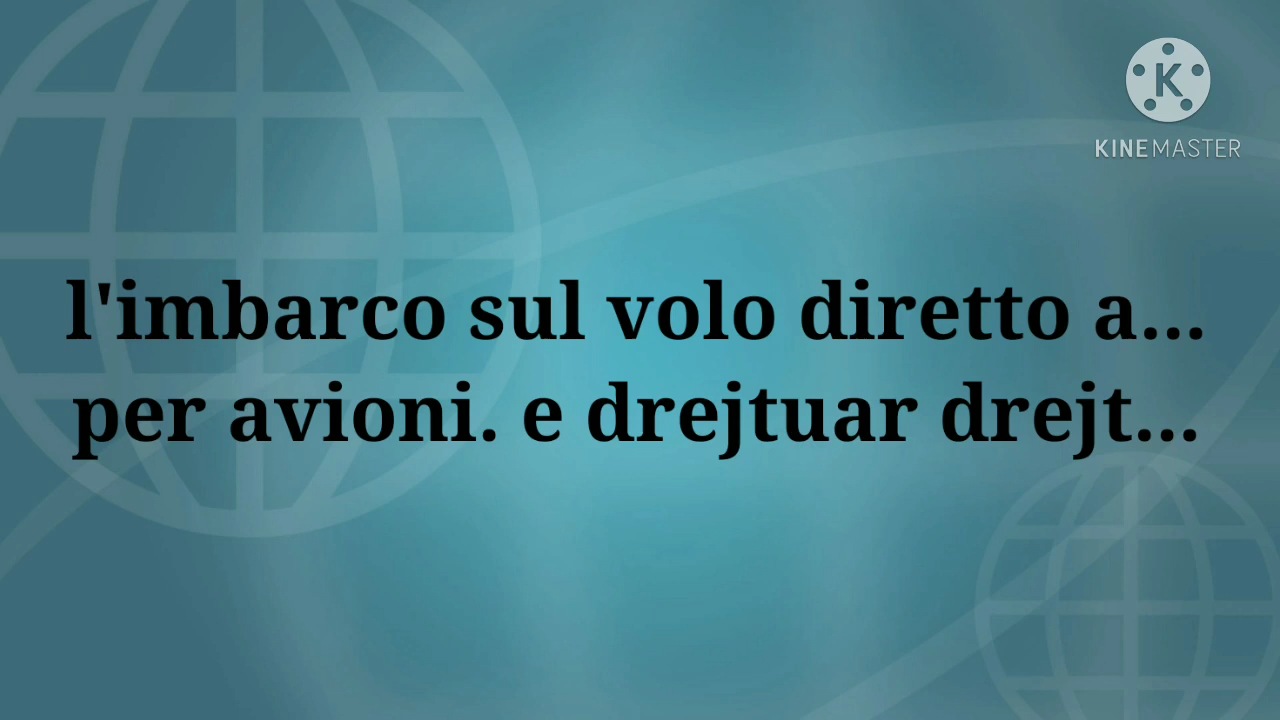 K
KINEMASTER
l'imbarco sul volo diretto a...
per avioni. e drejtuar drejt...